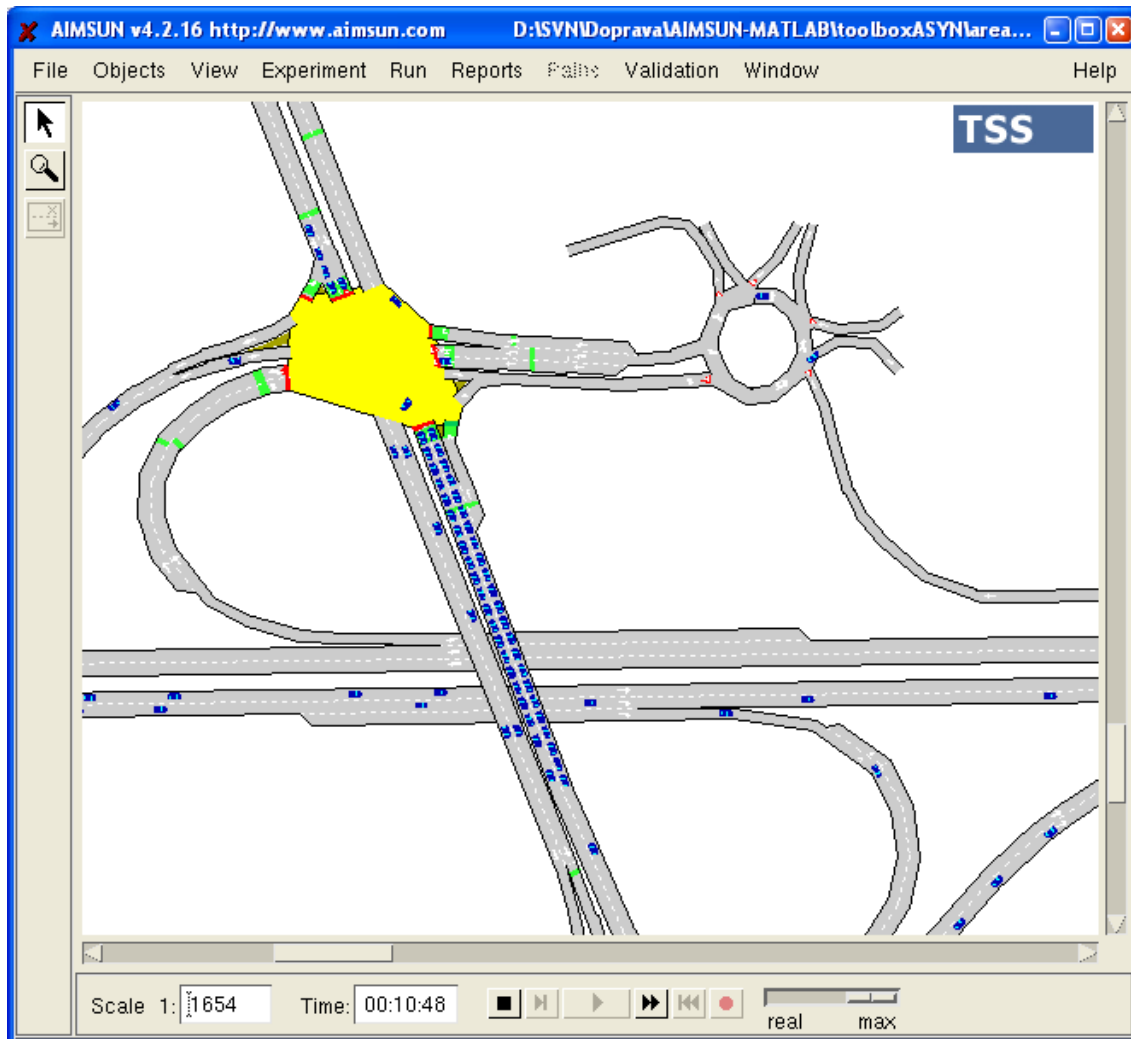 AIMSUN v4.2.16 http://www.aimsun.com D:\SVN\Doprava\AIMSUN-MATLAB\toolboxASYN\area...
File Objects View Experiment Run Reports Paths Validation Window Help
TSS
Scale 1: 1654 Time: 00:10:48
real max